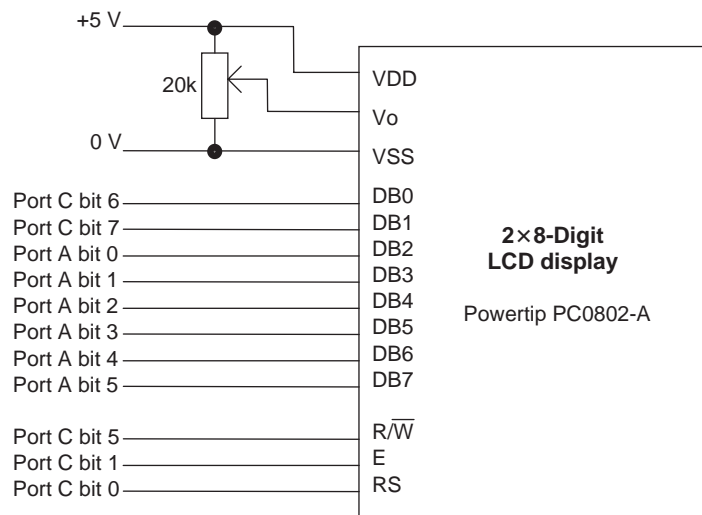 +5 V
20k
0 V
VDD
Vo
VSS
Port C bit 6 DB0
Port C bit 7 DB1
Port A bit 0 DB2
Port A bit 1 DB3
Port A bit 2 DB4
Port A bit 3 DB5
Port A bit 4 DB6
Port A bit 5 DB7
Port C bit 5 R/W̅
Port C bit 1 E
Port C bit 0 RS
2×8-Digit
LCD display
Powertip PC0802-A